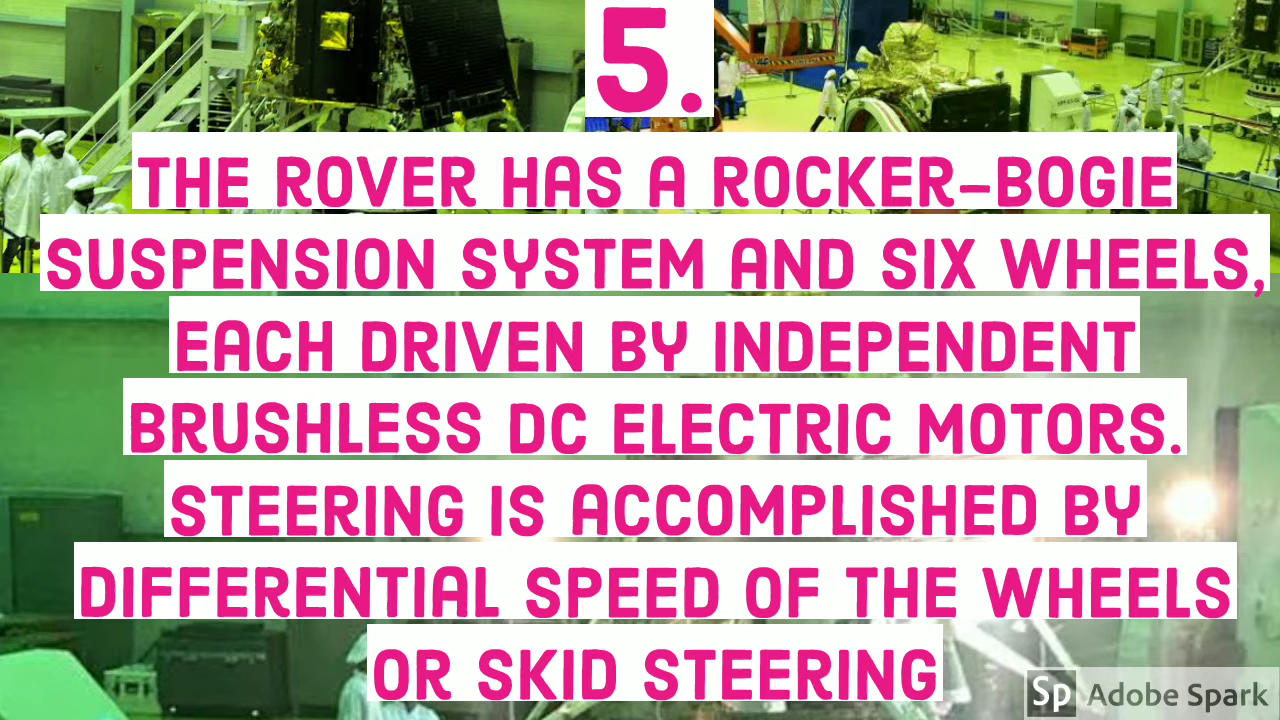 5.
THE ROVER HAS A ROCKER-BOGIE
SUSPENSION SYSTEM AND SIX WHEELS,
EACH DRIVEN BY INDEPENDENT
BRUSHLESS DC ELECTRIC MOTORS.
STEERING IS ACCOMPLISHED BY
DIFFERENTIAL SPEED OF THE WHEELS
OR SKID STEERING
Sp Adobe Spark